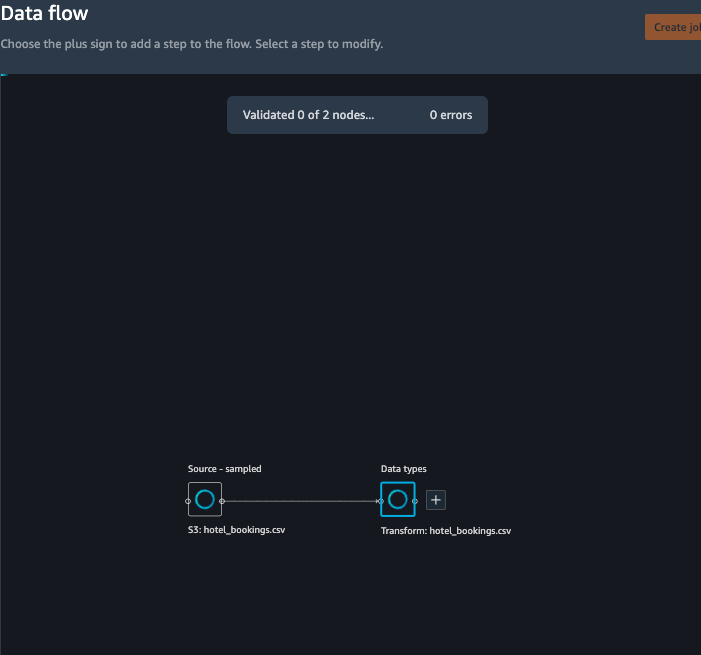 Data flow
Choose the plus sign to add a step to the flow. Select a step to modify.
Create jo
Validated 0 of 2 nodes... 0 errors
Source - sampled
Data types
S3: hotel_bookings.csv
Transform: hotel_bookings.csv